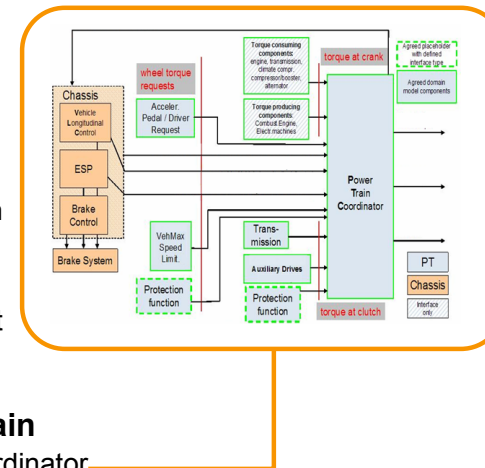 Chassis
Vehicle
Longitudinal
Control
ESP
Brake
Control
Brake System
wheel torque
requests
Acceler.
Pedal / Driver
Request
VehMax
Speed
Limit.
Protection
function
Torque consuming
components:
engine, transmission,
climate compr.,
compressor/booster,
alternator
Torque producing
components:
Combust Engine,
Electr machines
torque at crank
Trans-
mission
Auxiliary Drives
Protection
function
torque at clutch
Power
Train
Coordinator
Agreed placeholder
with defined
interface type
Agreed domain
model components
PT
Chassis
Interface
only
ain
rdinator